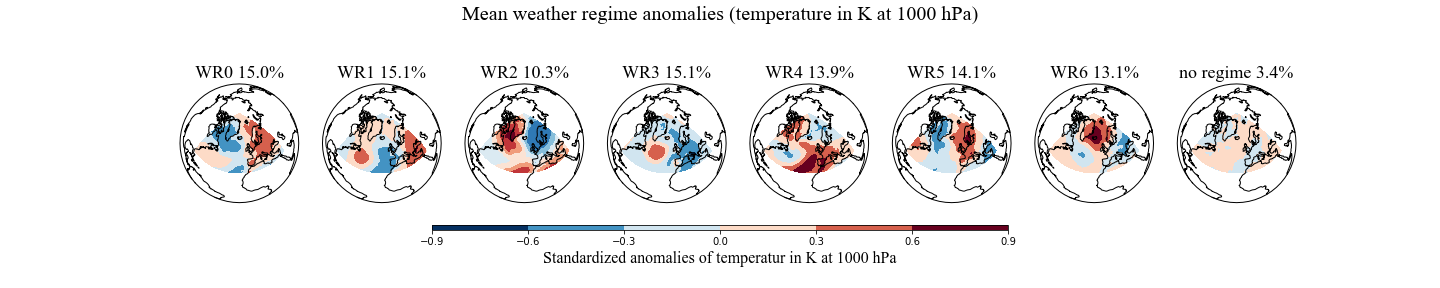 Mean weather regime anomalies (temperature in K at 1000 hPa)
WR0 15.0% WR1 15.1% WR2 10.3% WR3 15.1% WR4 13.9% WR5 14.1% WR6 13.1% no regime 3.4%
−0.9 −0.6 −0.3 0.0 0.3 0.6 0.9
Standardized anomalies of temperatur in K at 1000 hPa